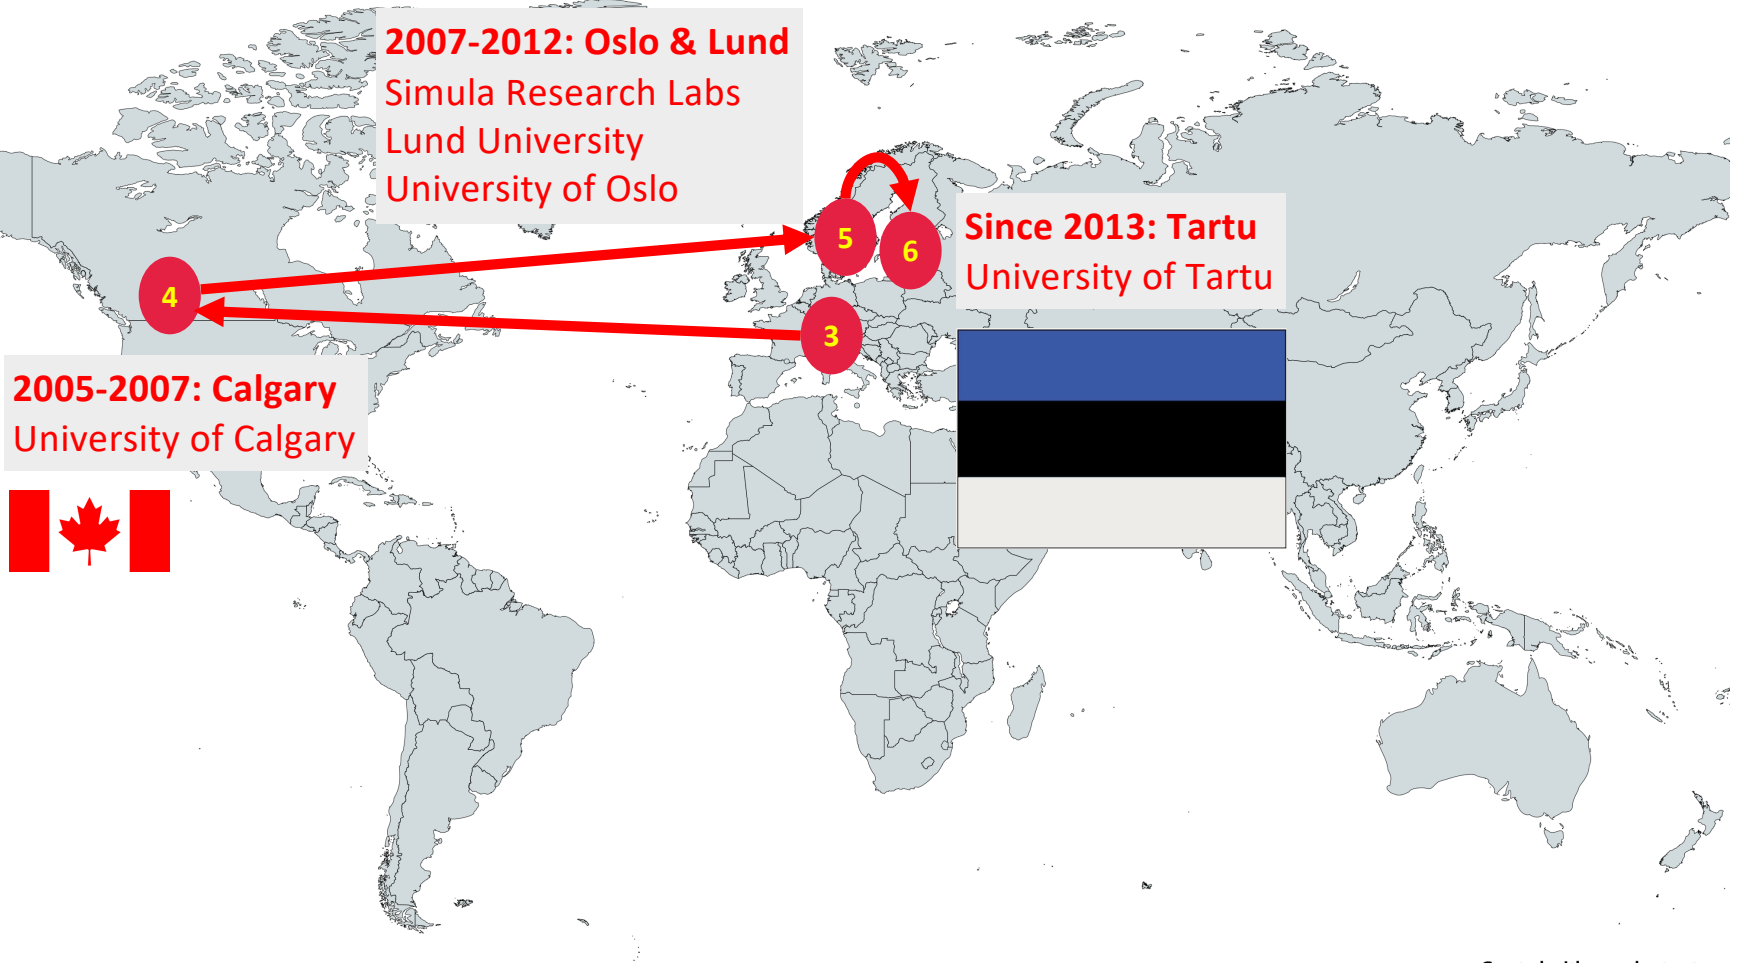 2007-2012: Oslo & Lund
Simula Research Labs
Lund University
University of Oslo
5
6
Since 2013: Tartu
University of Tartu
4
3
2005-2007: Calgary
University of Calgary